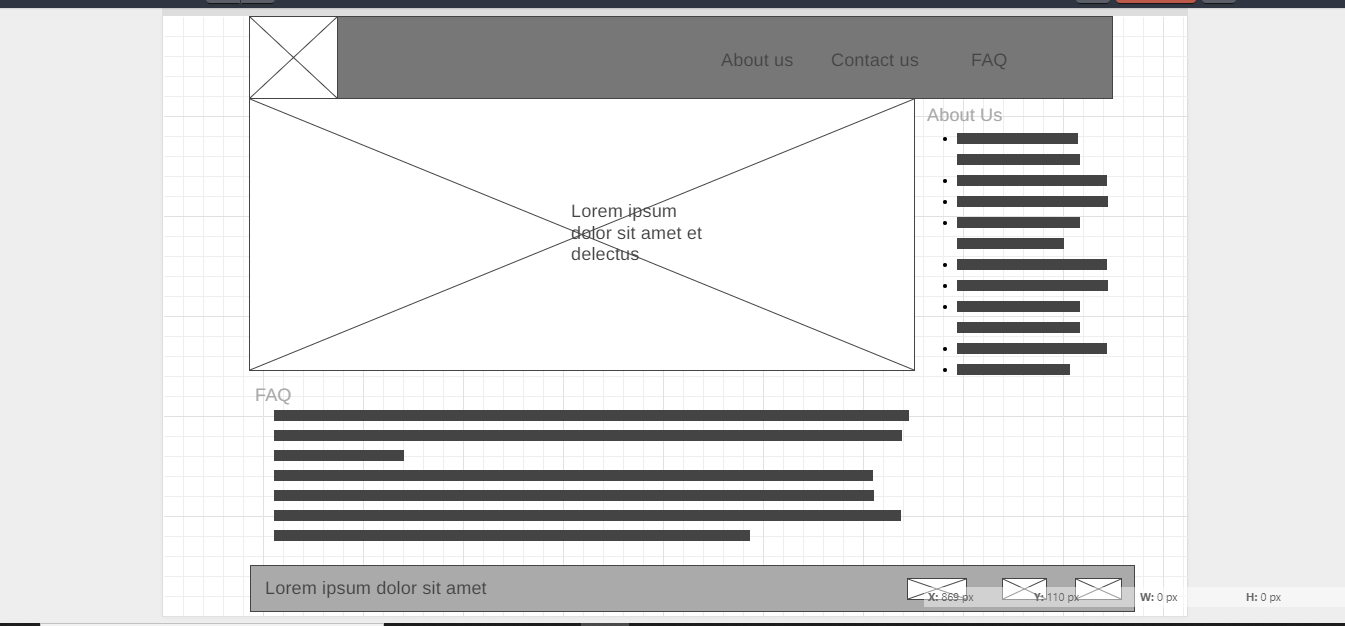 About us Contact us FAQ
About Us
Lorem ipsum
dolor sit amet et
delectus
FAQ
Lorem ipsum dolor sit amet
X: 869 px Y: 110 px W: 0 px H: 0 px